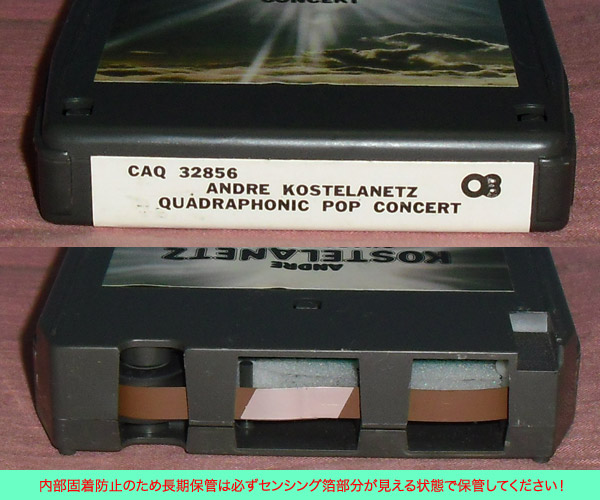 CONCERT
CAQ 32856
ANDRE KOSTELANETZ
QUADRAPHONIC POP CONCERT
Q8
ANDRE
KOSTELANETZ
内部固着防止のため長期保管は必ずセンシング箔部分が見える状態で保管してください！